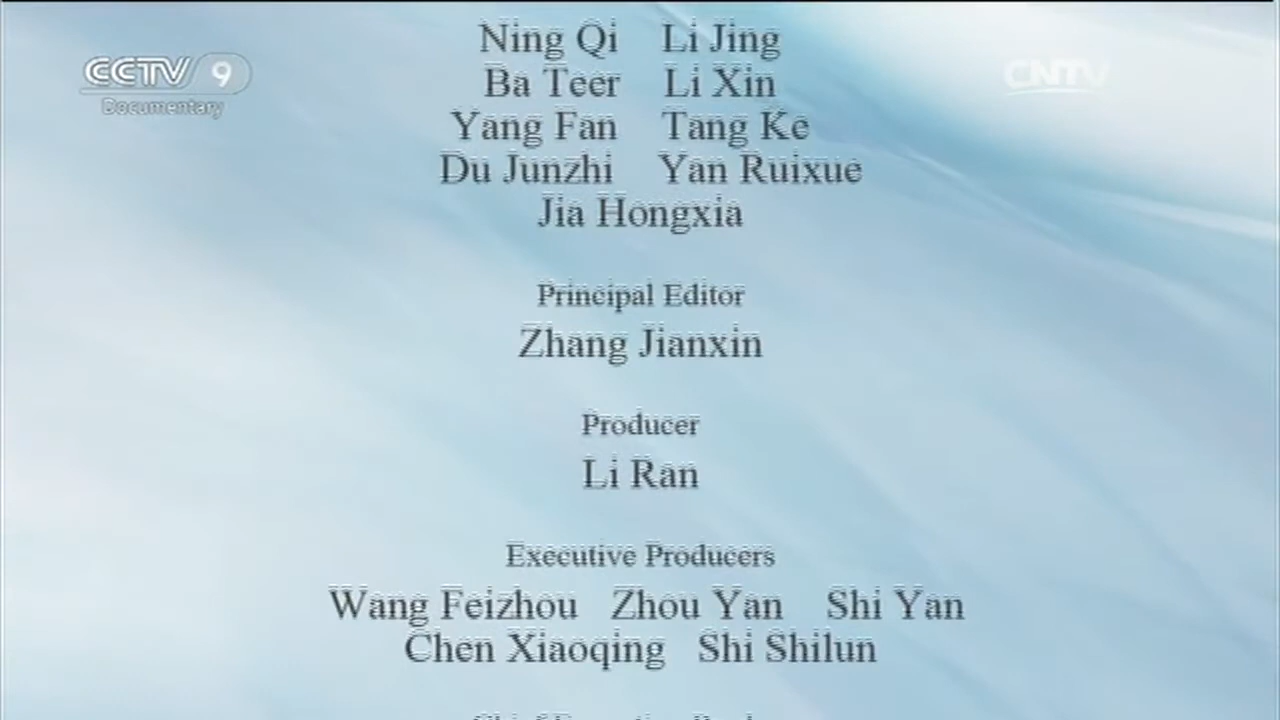 Ning Qi Li Jing
CCTV 9
CNTV
Documentary
Ba Teer Li Xin
Yang Fan Tang Ke
Du Junzhi Yan Ruixue
Jia Hongxia
Principal Editor
Zhang Jianxin
Producer
Li Ran
Executive Producers
Wang Feizhou Zhou Yan Shi Yan
Chen Xiaoqing Shi Shilun